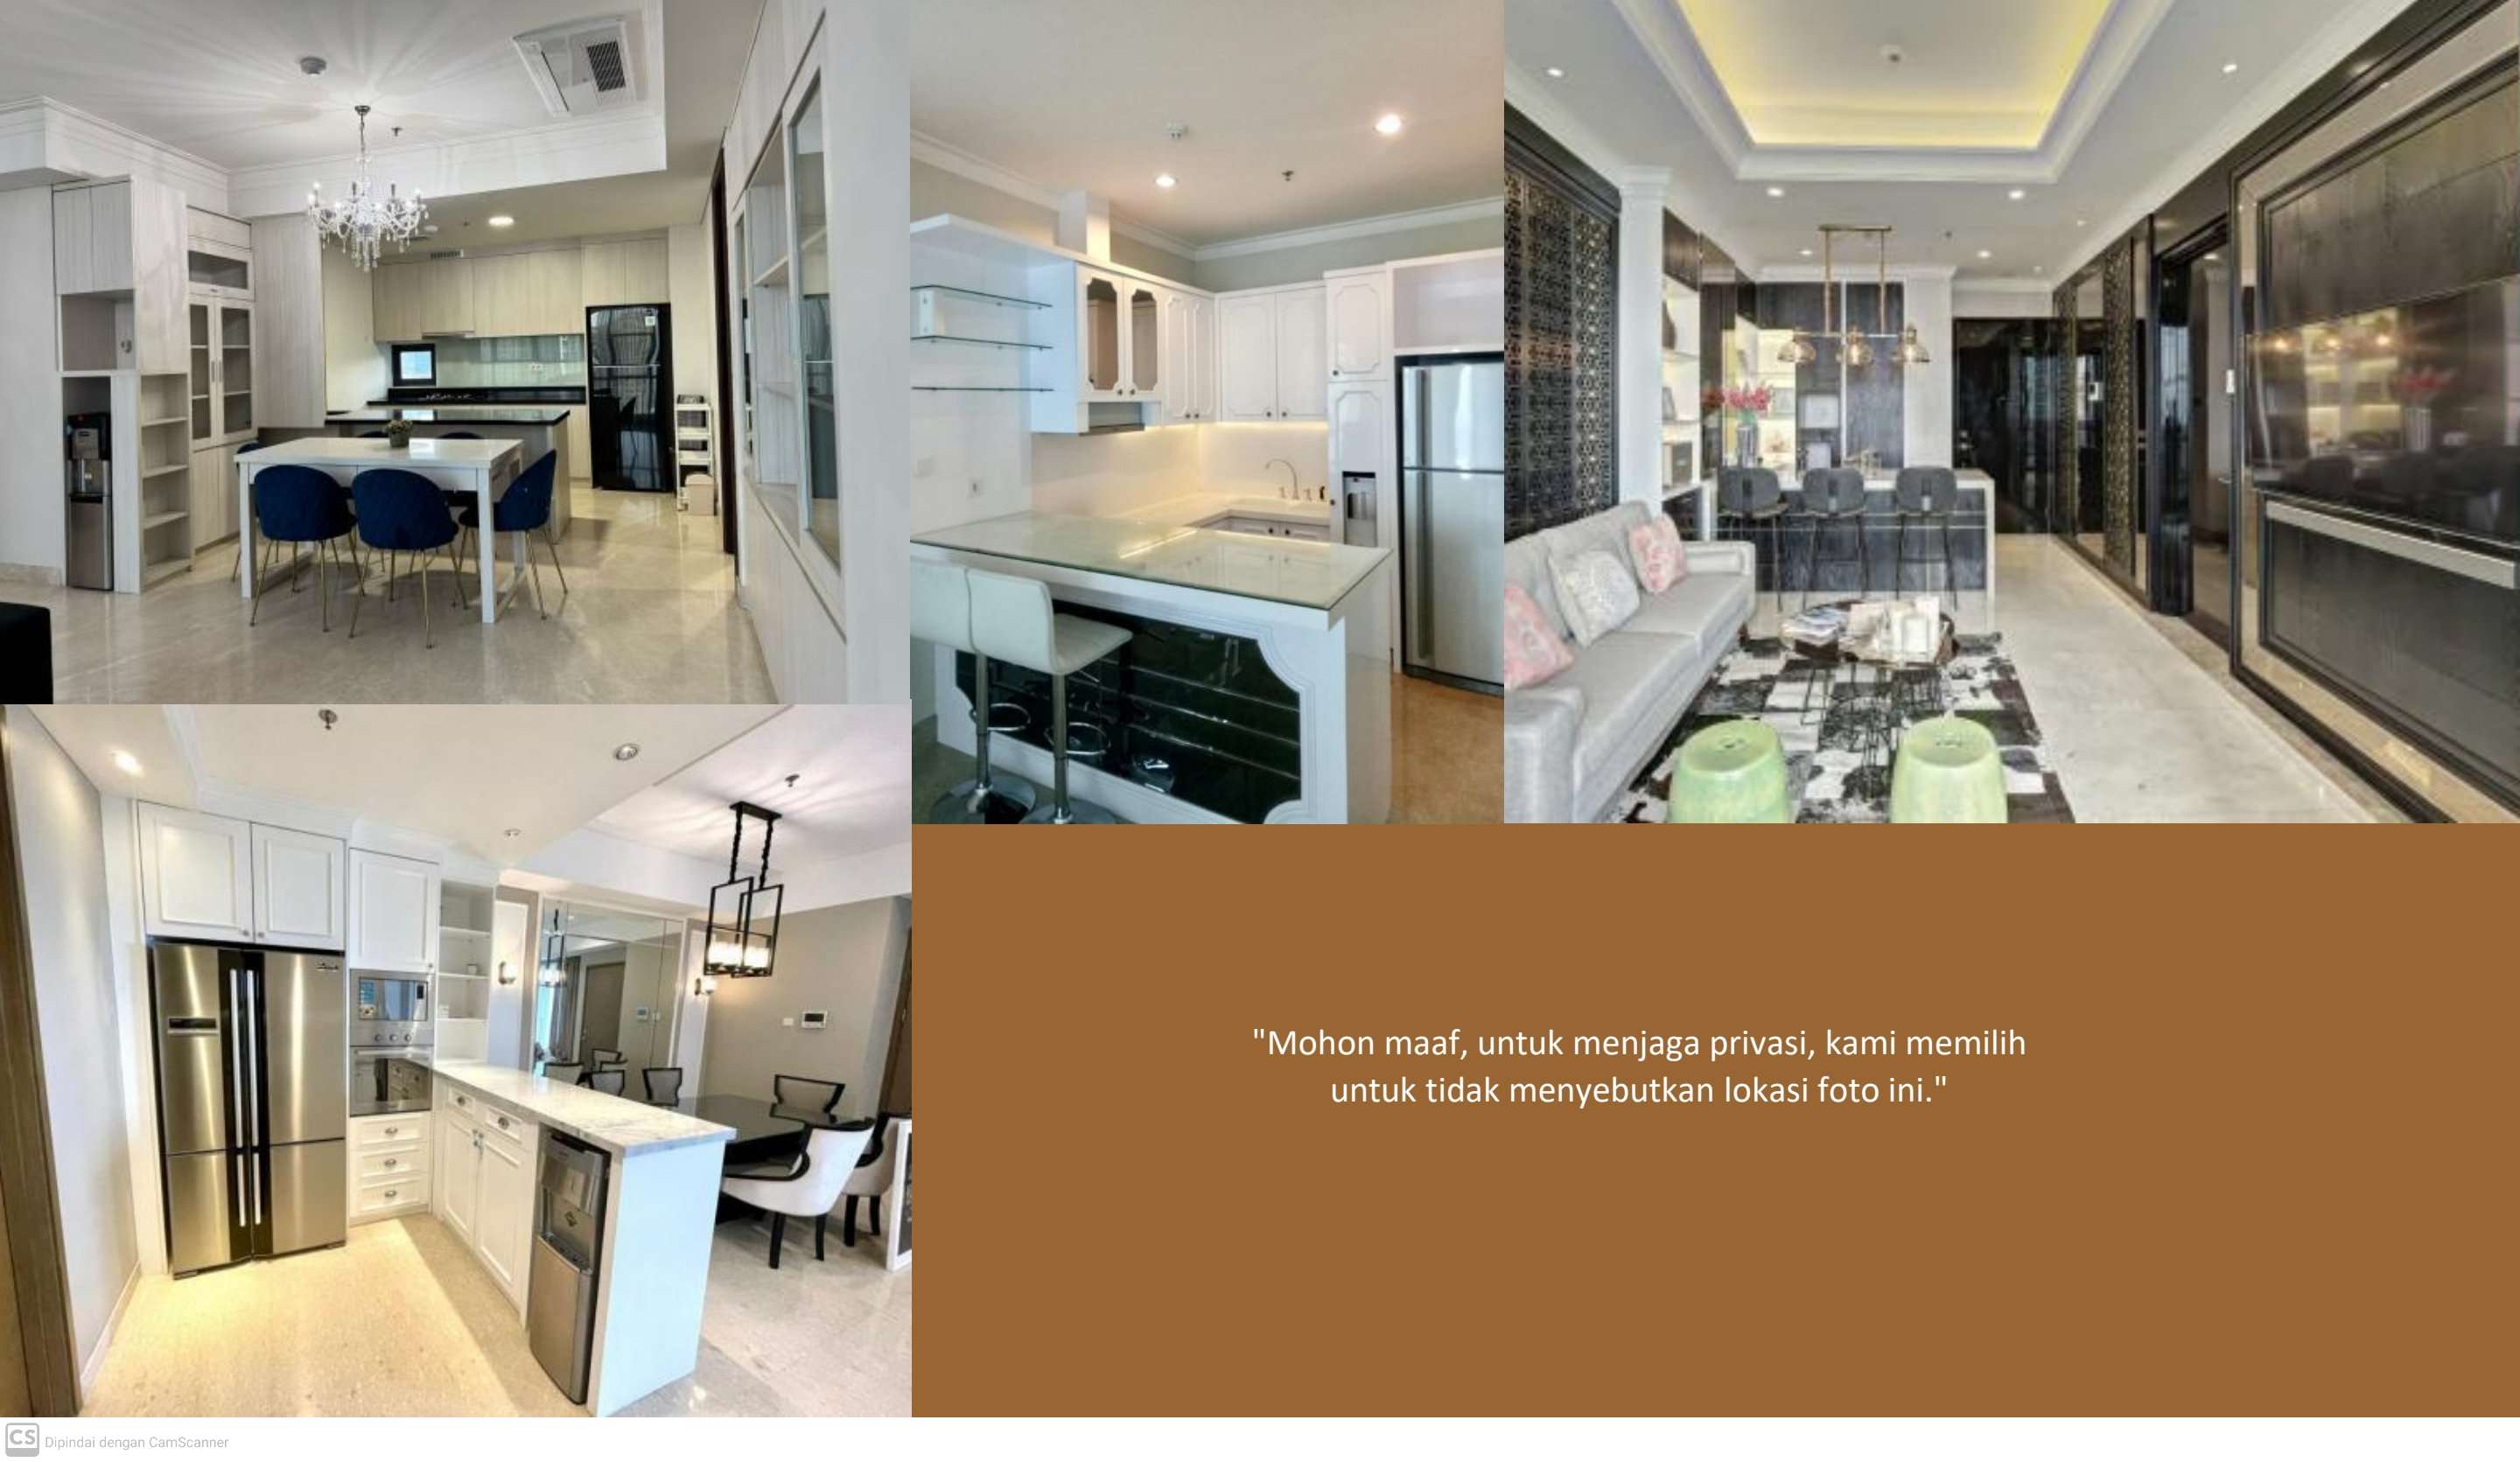 "Mohon maaf, untuk menjaga privasi, kami memilih
untuk tidak menyebutkan lokasi foto ini."
CS Dipindai dengan CamScanner